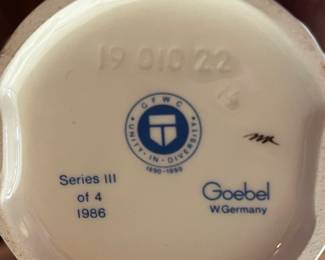 19 010 22
GFWC
UNITY-IN-DIVERSITY
1890-1990
Series III
of 4
1986
Goebel
W.Germany